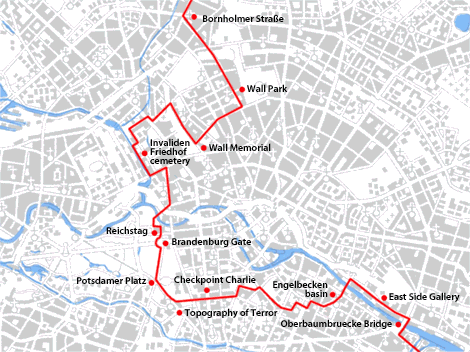 Bornholmer Straße
Wall Park
Invaliden
Friedhof
cemetery
Wall Memorial
Reichstag
Brandenburg Gate
Potsdamer Platz
Checkpoint Charlie
Engelbecken
basin
East Side Gallery
Topography of Terror
Oberbaumbruecke Bridge